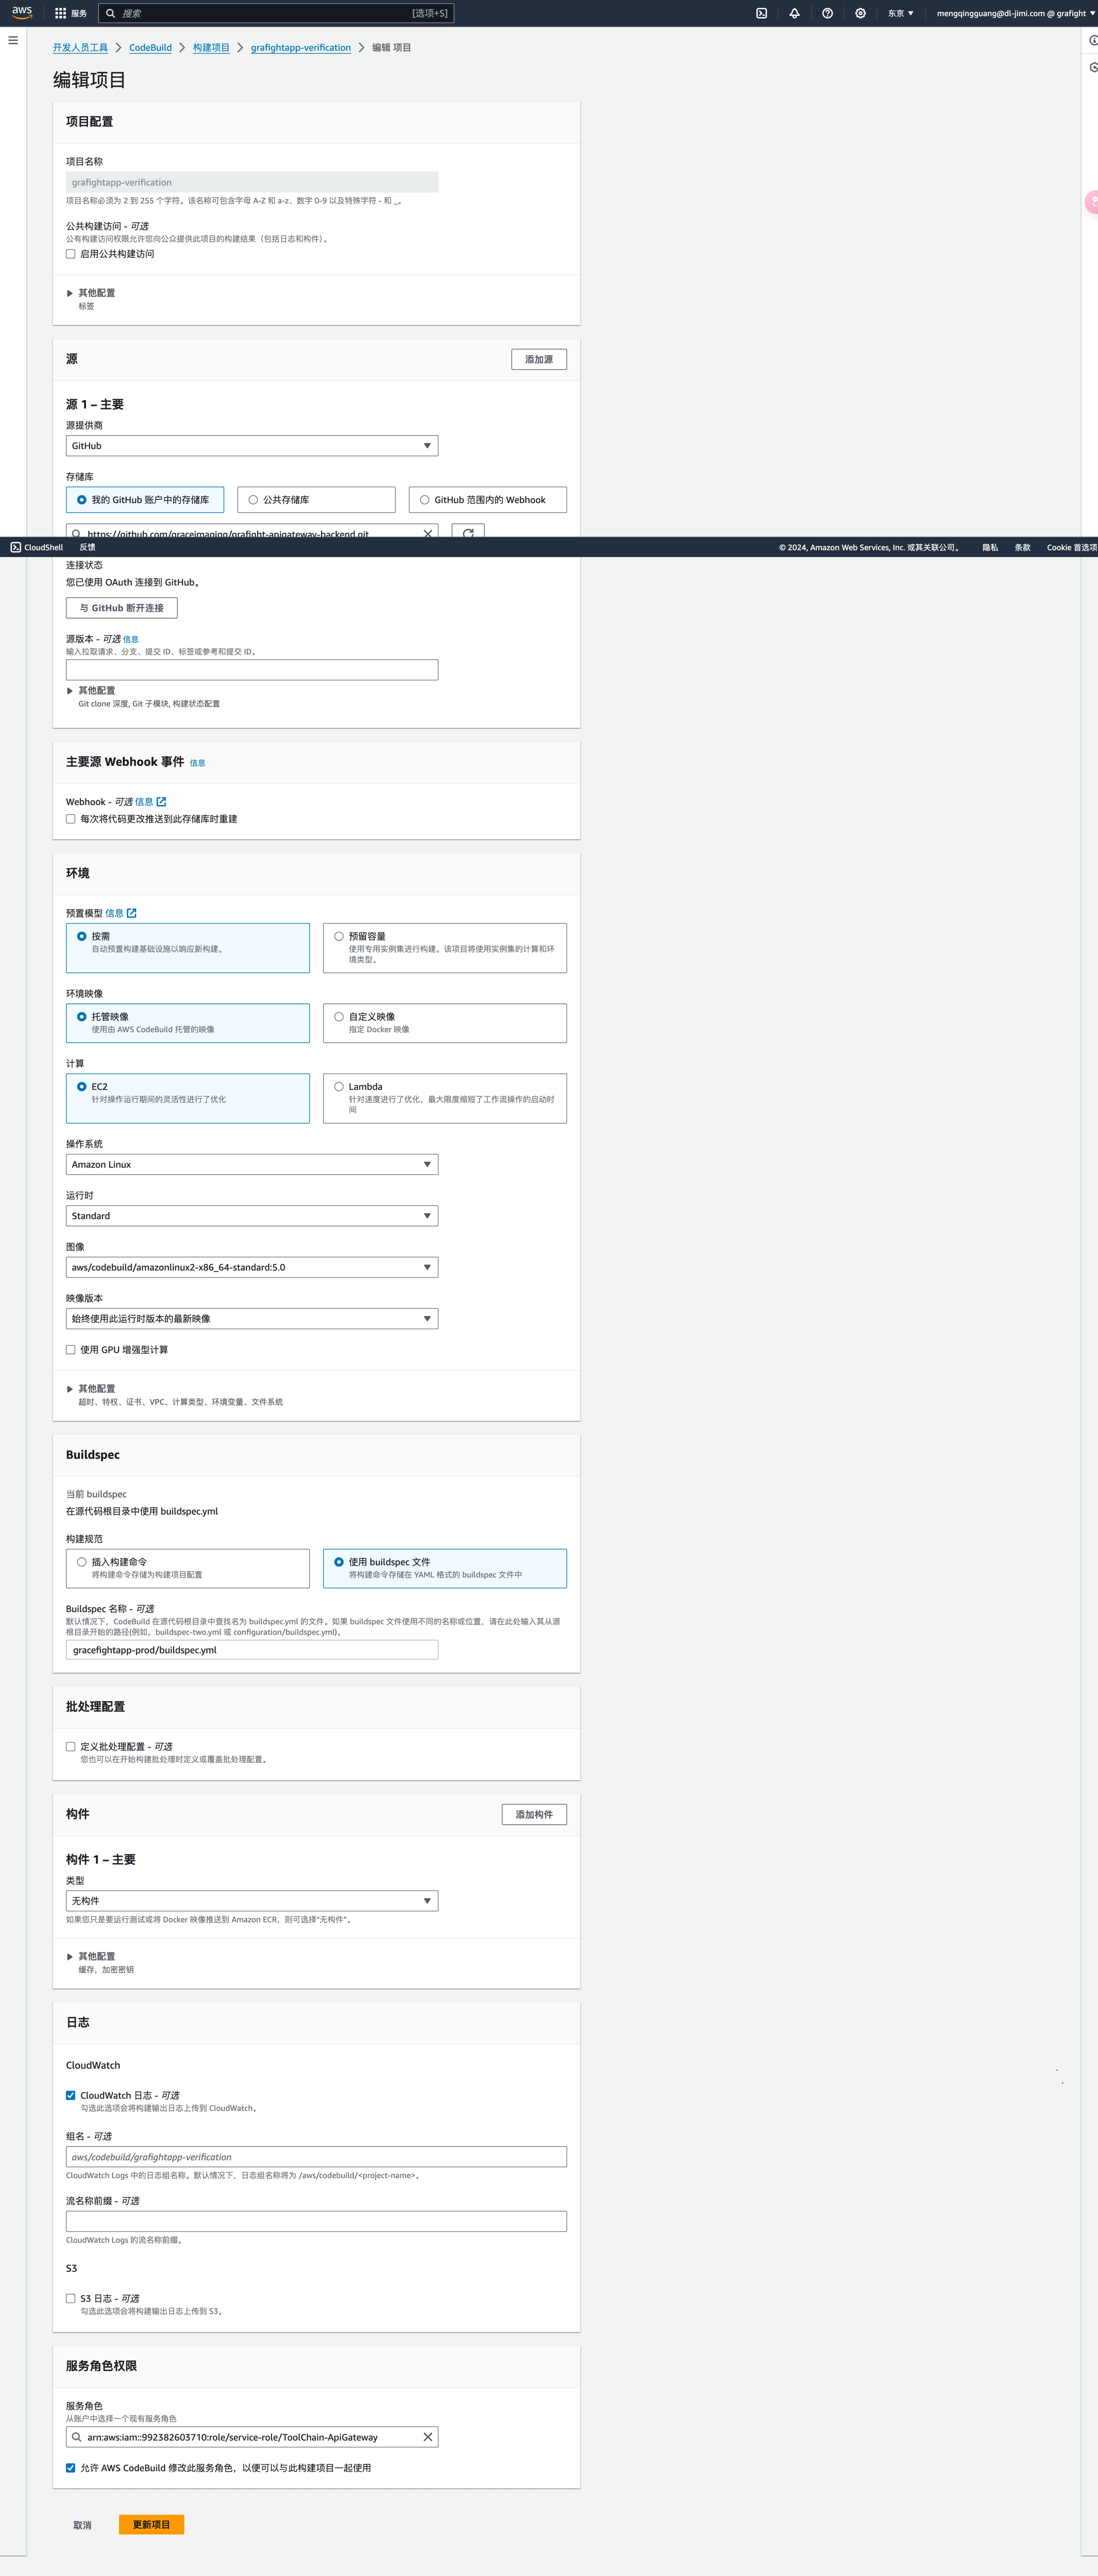 aws
服务
搜索
[选项+S]
东京
mengqingguang@dl-jimi.com @ grafight
开发人员工具
CodeBuild
构建项目
grafightapp-verification
编辑 项目
编辑项目
项目配置
项目名称
grafightapp-verification
项目名称必须为 2 到 255 个字符。该名称可包含字母 A-Z 和 a-z、数字 0-9 以及特殊字符 - 和 _。
公共构建访问 - 可选
公有构建访问权限允许您向公众提供此项目的构建结果（包括日志和构件）。
启用公共构建访问
其他配置
标签
源
添加源
源 1 – 主要
源提供商
GitHub
存储库
我的 GitHub 账户中的存储库
公共存储库
GitHub 范围内的 Webhook
https://github.com/graceimaging/grafight-apigateway-backend.git
CloudShell
反馈
© 2024, Amazon Web Services, Inc. 或其关联公司。
隐私
条款
Cookie 首选项
连接状态
您已使用 OAuth 连接到 GitHub。
与 GitHub 断开连接
源版本 - 可选 信息
输入拉取请求、分支、提交 ID、标签或参考和提交 ID。
其他配置
Git clone 深度, Git 子模块, 构建状态配置
主要源 Webhook 事件 信息
Webhook - 可选 信息
每次将代码更改推送到此存储库时重建
环境
预置模型 信息
按需
自动预置构建基础设施以响应新构建。
预留容量
使用专用实例集进行构建。该项目将使用实例集的计算和环
境类型。
环境映像
托管映像
使用由 AWS CodeBuild 托管的映像
自定义映像
指定 Docker 映像
计算
EC2
针对操作运行期间的灵活性进行了优化
Lambda
针对速度进行了优化，最大限度缩短了工作流操作的启动时
间
操作系统
Amazon Linux
运行时
Standard
图像
aws/codebuild/amazonlinux2-x86_64-standard:5.0
映像版本
始终使用此运行时版本的最新映像
使用 GPU 增强型计算
其他配置
超时、特权、证书、VPC、计算类型、环境变量、文件系统
Buildspec
当前 buildspec
在源代码根目录中使用 buildspec.yml
构建规范
插入构建命令
将构建命令存储为构建项目配置
使用 buildspec 文件
将构建命令存储在 YAML 格式的 buildspec 文件中
Buildspec 名称 - 可选
默认情况下，CodeBuild 在源代码根目录中查找名为 buildspec.yml 的文件。如果 buildspec 文件使用不同的名称或位置，请在此处输入其从源
根目录开始的路径(例如，buildspec-two.yml 或 configuration/buildspec.yml)。
gracefightapp-prod/buildspec.yml
批处理配置
定义批处理配置 - 可选
您也可以在开始构建批处理时定义或覆盖批处理配置。
构件
添加构件
构件 1 – 主要
类型
无构件
如果您只是要运行测试或将 Docker 映像推送到 Amazon ECR，则可选择“无构件”。
其他配置
缓存，加密密钥
日志
CloudWatch
CloudWatch 日志 - 可选
勾选此选项会将构建输出日志上传到 CloudWatch。
组名 - 可选
aws/codebuild/grafightapp-verification
CloudWatch Logs 中的日志组名称。默认情况下，日志组名称将为 /aws/codebuild/<project-name>。
流名称前缀 - 可选
CloudWatch Logs 的流名称前缀。
S3
S3 日志 - 可选
勾选此选项会将构建输出日志上传到 S3。
服务角色权限
服务角色
从账户中选择一个现有服务角色
arn:aws:iam::992382603710:role/service-role/ToolChain-ApiGateway
允许 AWS CodeBuild 修改此服务角色，以便可以与此构建项目一起使用
取消
更新项目